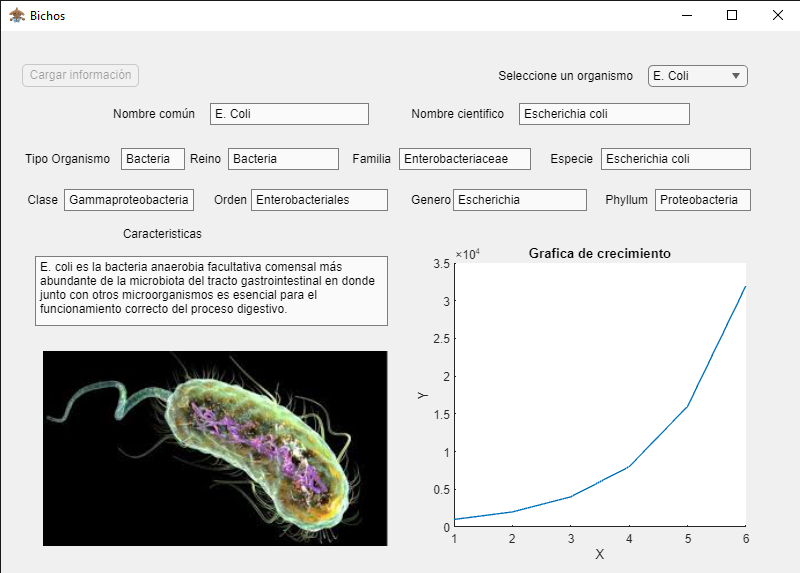 Bichos
Cargar información
Seleccione un organismo E. Coli
Nombre común E. Coli Nombre cientifico Escherichia coli
Tipo Organismo Bacteria Reino Bacteria Familia Enterobacteriaceae Especie Escherichia coli
Clase Gammaproteobacteria Orden Enterobacteriales Genero Escherichia Phyllum Proteobacteria
Caracteristicas
E. coli es la bacteria anaerobia facultativa comensal más
abundante de la microbiota del tracto gastrointestinal en donde
junto con otros microorganismos es esencial para el
funcionamiento correcto del proceso digestivo.
×10⁴
Grafica de crecimiento
3.5
3
2.5
2
1.5
1
0.5
0
Y
1 2 3 4 5 6
X